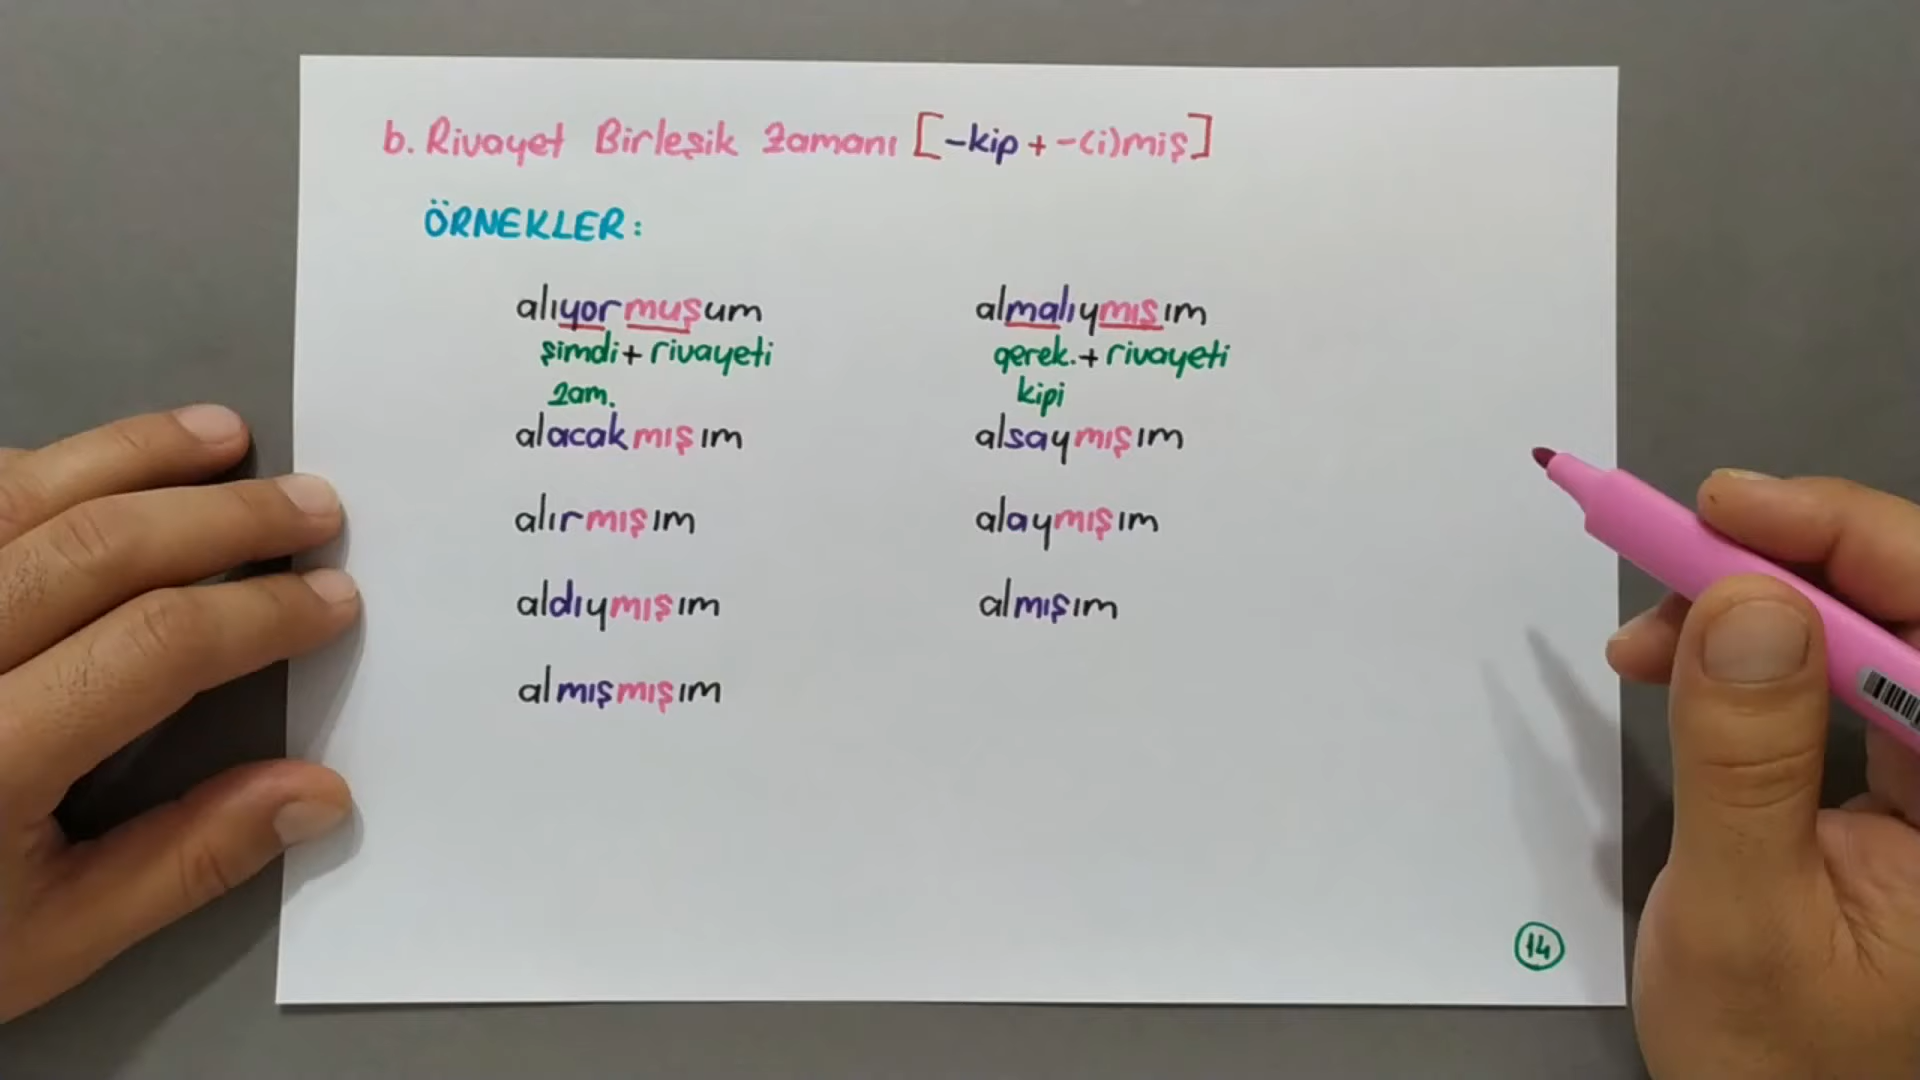 b. Rivayet Birleşik Zamanı [-kip + -(i)miş]
ÖRNEKLER:
alıyormuşum
şimdi + rivayeti
zam.
alacakmışım
alırmışım
aldıymışım
almışmışım
almalıymışım
gerek. + rivayeti
kipi
alsaymışım
alaymışım
almışım
14